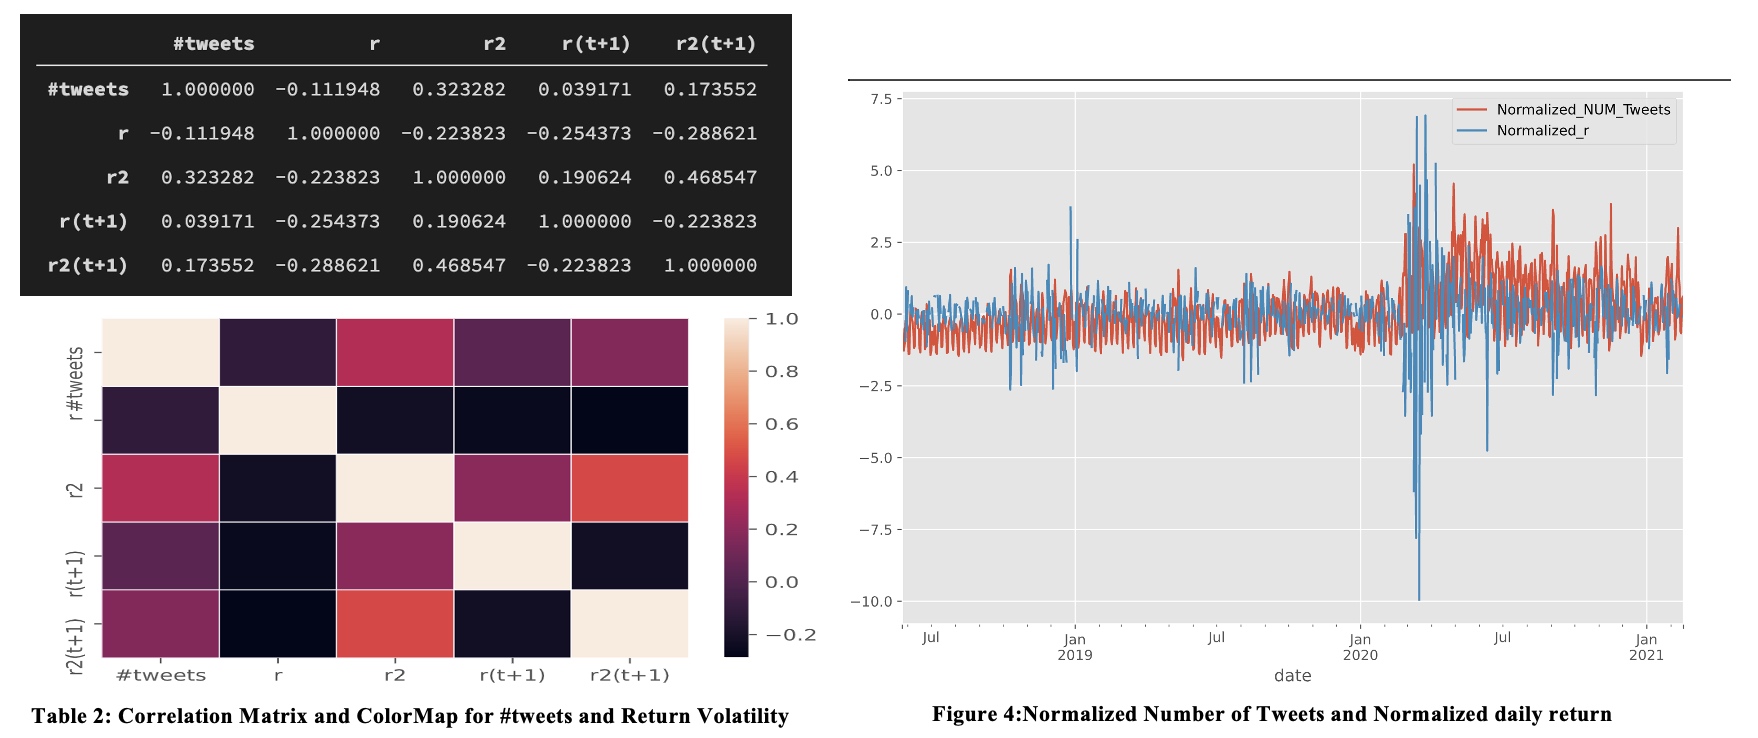 #tweets r r2 r(t+1) r2(t+1)
#tweets 1.000000 −0.111948 0.323282 0.039171 0.173552
r −0.111948 1.000000 −0.223823 −0.254373 −0.288621
r2 0.323282 −0.223823 1.000000 0.190624 0.468547
r(t+1) 0.039171 −0.254373 0.190624 1.000000 −0.223823
r2(t+1) 0.173552 −0.288621 0.468547 −0.223823 1.000000
#tweets
r
r2
r(t+1)
r2(t+1)
#tweets r r2 r(t+1) r2(t+1)
1.0
0.8
0.6
0.4
0.2
0.0
−0.2
Table 2: Correlation Matrix and ColorMap for #tweets and Return Volatility
7.5
5.0
2.5
0.0
−2.5
−5.0
−7.5
−10.0
Normalized_NUM_Tweets
Normalized_r
Jul Jan Jul Jan Jul Jan
2019 2020 2021
date
Figure 4:Normalized Number of Tweets and Normalized daily return